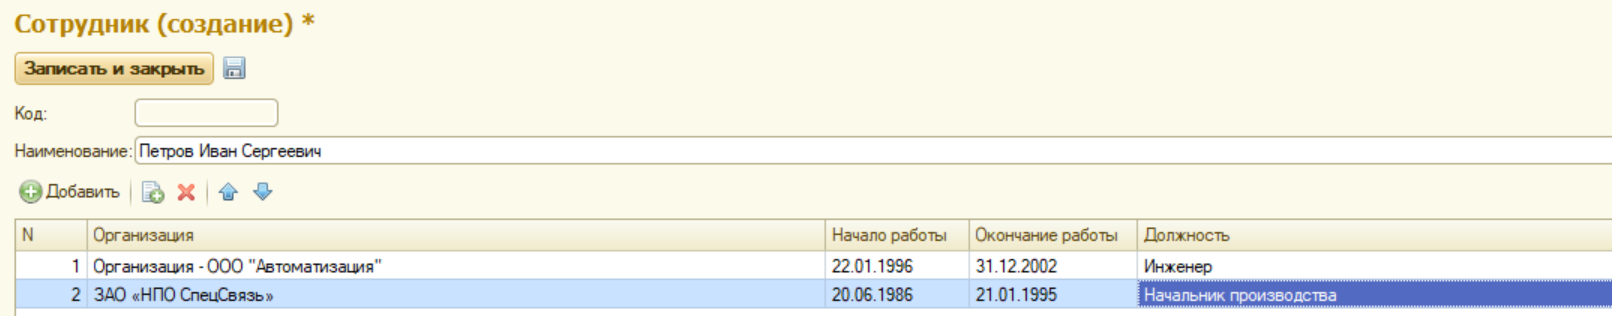 Сотрудник (создание) *
Записать и закрыть
Код:
Наименование: Петров Иван Сергеевич
Добавить
N Организация Начало работы Окончание работы Должность
1 Организация - ООО "Автоматизация" 22.01.1996 31.12.2002 Инженер
2 ЗАО «НПО СпецСвязь» 20.06.1986 21.01.1995 Начальник производства